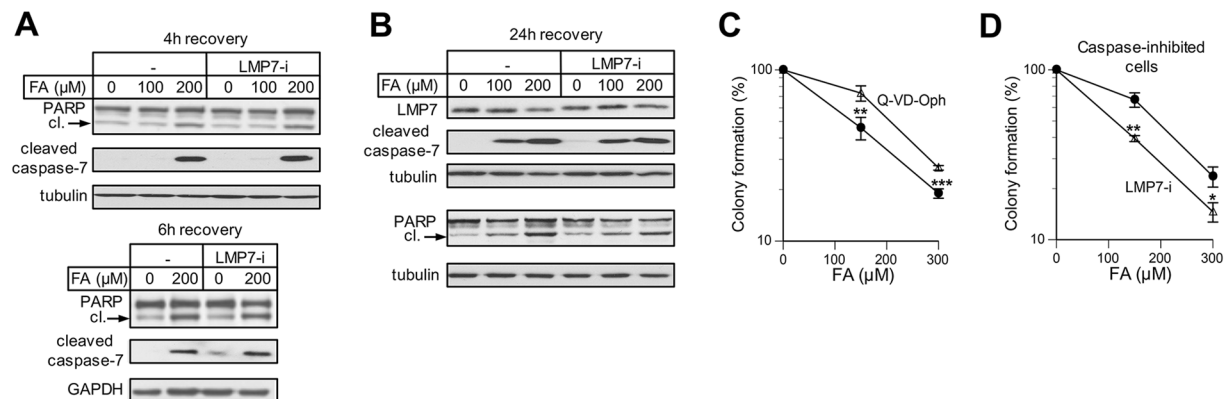 A
4h recovery
- LMP7-i
FA (µM) 0 100 200 0 100 200
PARP
cl.
cleaved
caspase-7
tubulin
6h recovery
- LMP7-i
FA (µM) 0 200 0 200
PARP
cl.
cleaved
caspase-7
GAPDH
B
24h recovery
- LMP7-i
FA (µM) 0 100 200 0 100 200
LMP7
cleaved
caspase-7
tubulin
PARP
cl.
tubulin
C
Colony formation (%)
100
10
Q-VD-Oph
**
***
0 100 200 300
FA (µM)
D
Caspase-inhibited
cells
Colony formation (%)
100
10
**
LMP7-i
*
0 100 200 300
FA (µM)